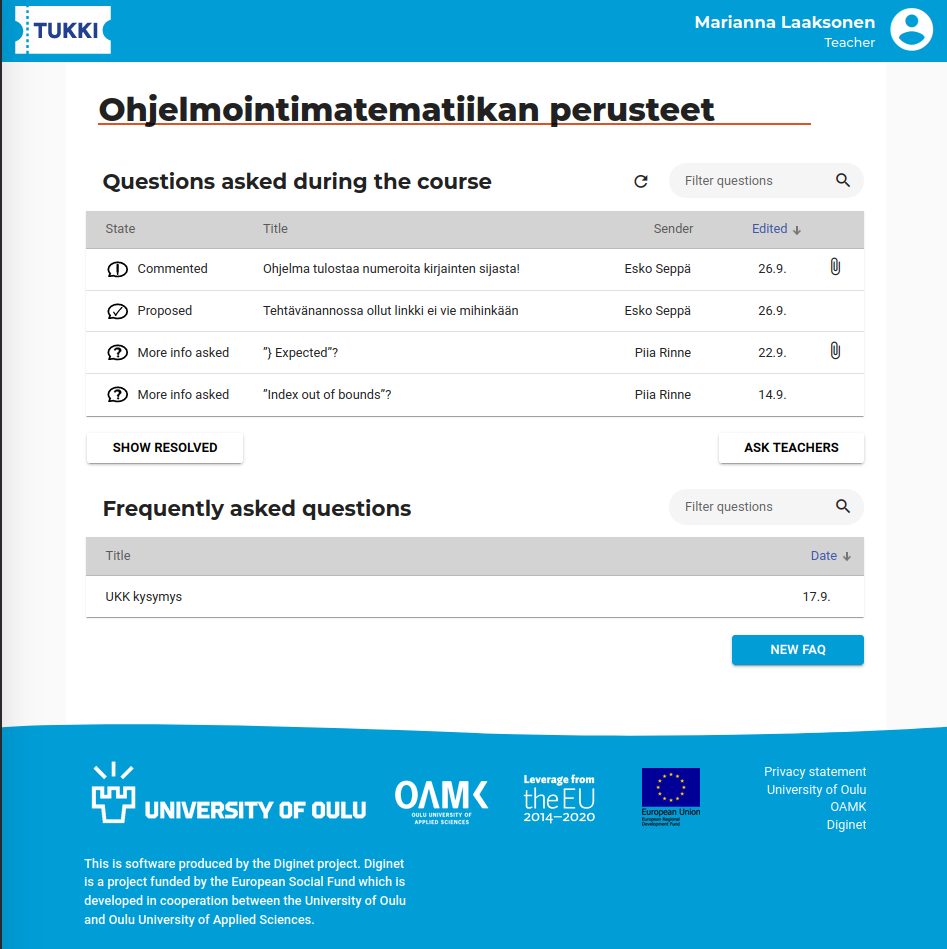 TUKKI
Marianna Laaksonen
Teacher
Ohjelmointimatematiikan perusteet
Questions asked during the course
Filter questions
State Title Sender Edited
Commented Ohjelma tulostaa numeroita kirjainten sijasta! Esko Seppä 26.9.
Proposed Tehtävänannossa ollut linkki ei vie mihinkään Esko Seppä 26.9.
More info asked ”} Expected”? Piia Rinne 22.9.
More info asked ”Index out of bounds”? Piia Rinne 14.9.
SHOW RESOLVED ASK TEACHERS
Frequently asked questions
Filter questions
Title Date
UKK kysymys 17.9.
NEW FAQ
UNIVERSITY OF OULU
OAMK
OULU UNIVERSITY OF
APPLIED SCIENCES
Leverage from
the EU
2014–2020
European Union
European Regional
Development Fund
Privacy statement
University of Oulu
OAMK
Diginet
This is software produced by the Diginet project. Diginet
is a project funded by the European Social Fund which is
developed in cooperation between the University of Oulu
and Oulu University of Applied Sciences.